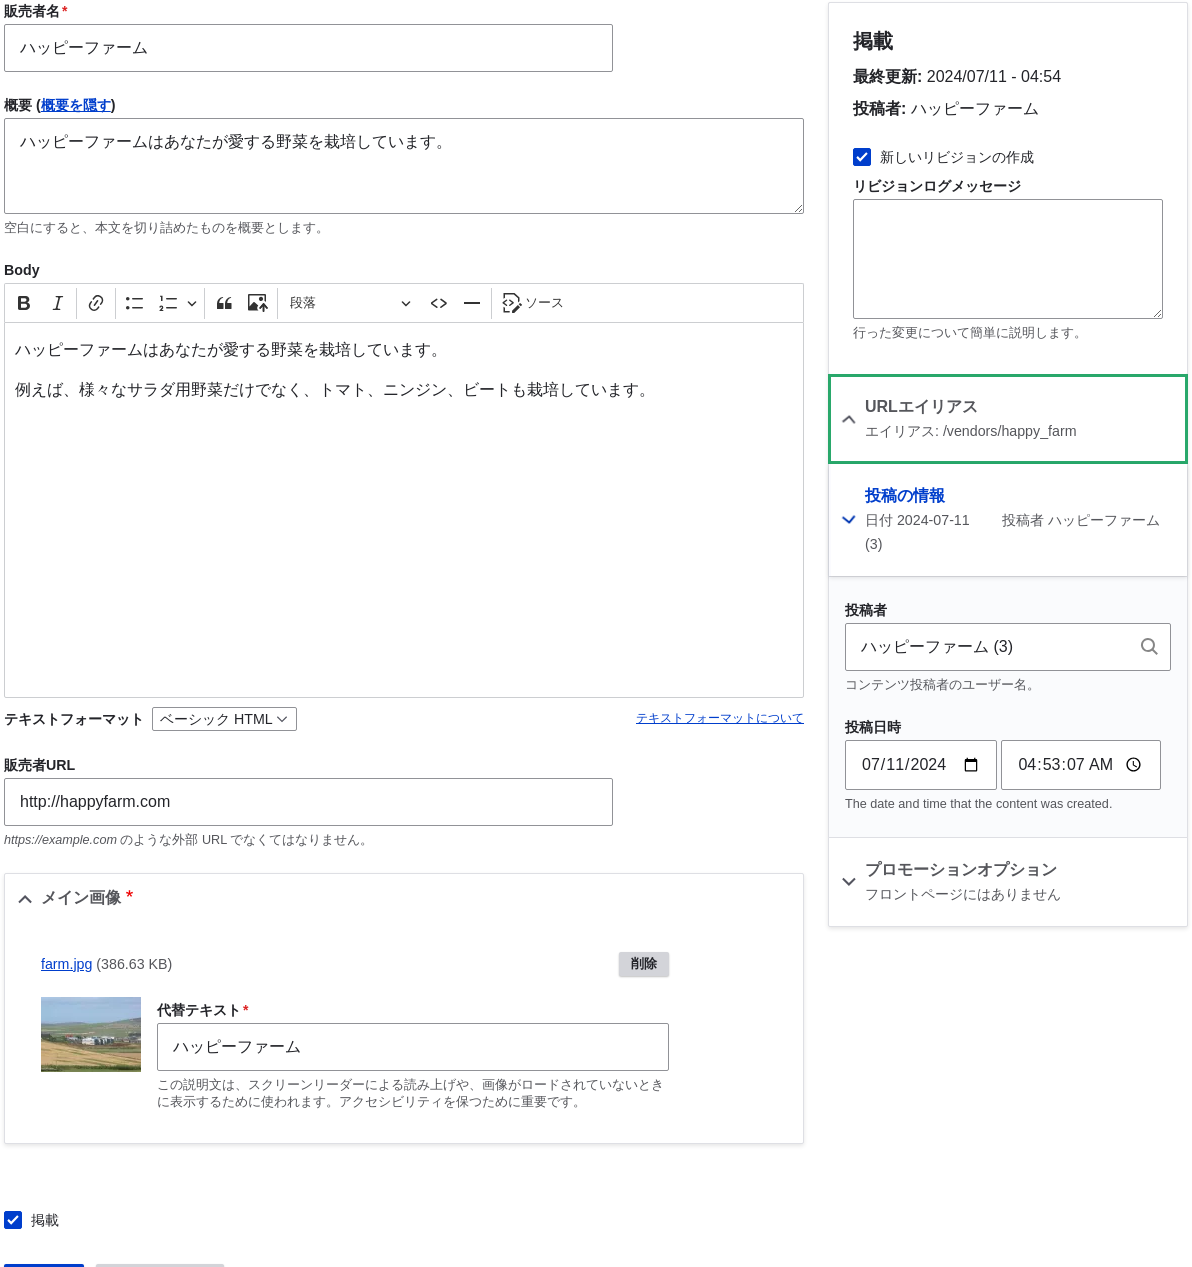 販売者名*
ハッピーファーム
概要 (概要を隠す)
ハッピーファームはあなたが愛する野菜を栽培しています。
空白にすると、本文を切り詰めたものを概要とします。
Body
B I 段落 ソース
ハッピーファームはあなたが愛する野菜を栽培しています。
例えば、様々なサラダ用野菜だけでなく、トマト、ニンジン、ビートも栽培しています。
テキストフォーマット ベーシック HTML テキストフォーマットについて
販売者URL
http://happyfarm.com
https://example.com のような外部 URL でなくてはなりません。
メイン画像 *
farm.jpg (386.63 KB) 削除
代替テキスト*
ハッピーファーム
この説明文は、スクリーンリーダーによる読み上げや、画像がロードされていないとき
に表示するために使われます。アクセシビリティを保つために重要です。
掲載
掲載
最終更新: 2024/07/11 - 04:54
投稿者: ハッピーファーム
新しいリビジョンの作成
リビジョンログメッセージ
行った変更について簡単に説明します。
URLエイリアス
エイリアス: /vendors/happy_farm
投稿の情報
日付 2024-07-11 投稿者 ハッピーファーム
(3)
投稿者
ハッピーファーム (3)
コンテンツ投稿者のユーザー名。
投稿日時
07/11/2024 04:53:07 AM
The date and time that the content was created.
プロモーションオプション
フロントページにはありません